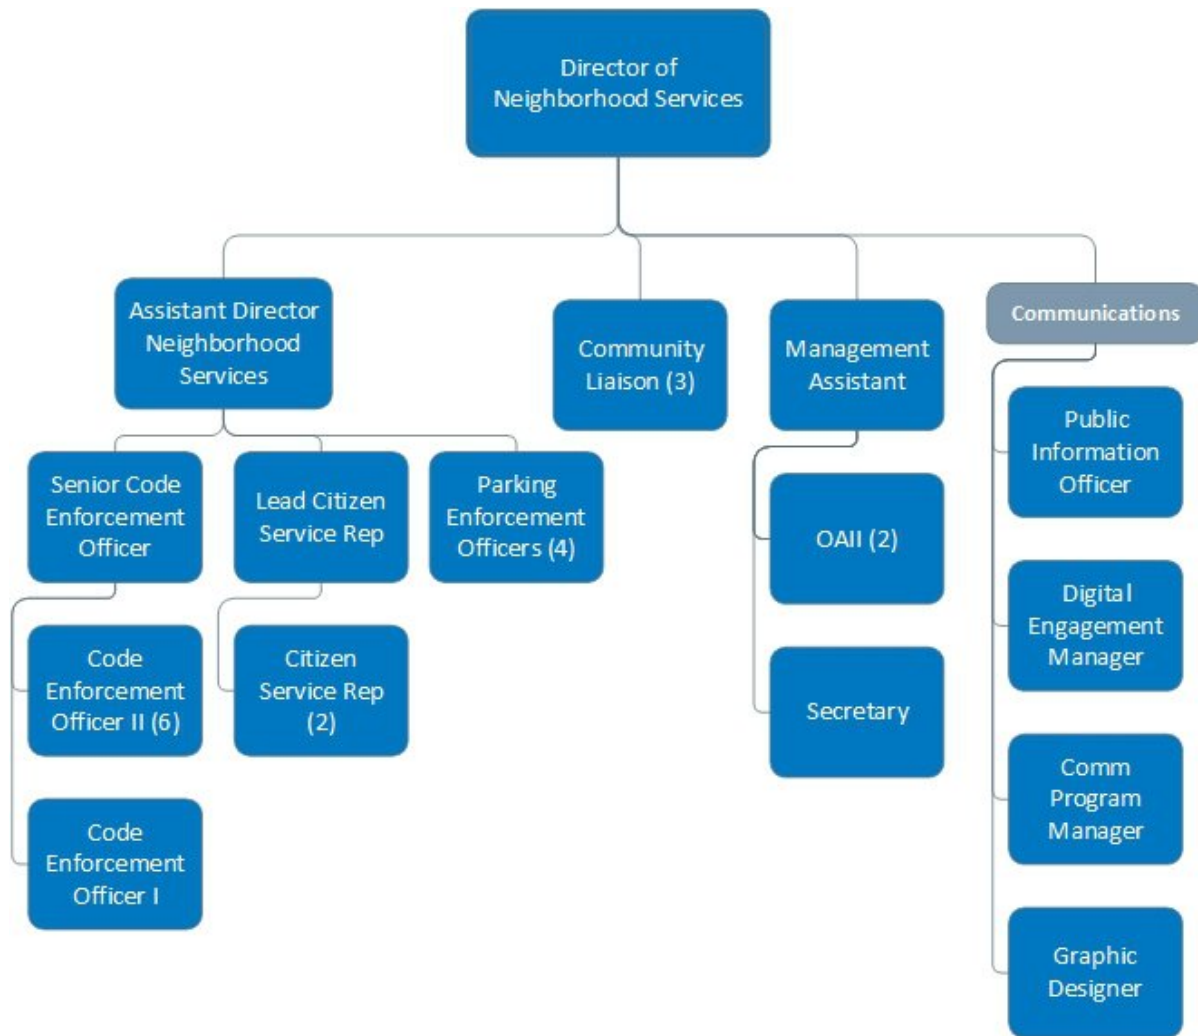 Director of
Neighborhood Services
Assistant Director
Neighborhood
Services
Community
Liaison (3)
Management
Assistant
Communications
Senior Code
Enforcement
Officer
Lead Citizen
Service Rep
Parking
Enforcement
Officers (4)
Code
Enforcement
Officer II (6)
Code
Enforcement
Officer I
Citizen
Service Rep
(2)
OAII (2)
Secretary
Public
Information
Officer
Digital
Engagement
Manager
Comm
Program
Manager
Graphic
Designer